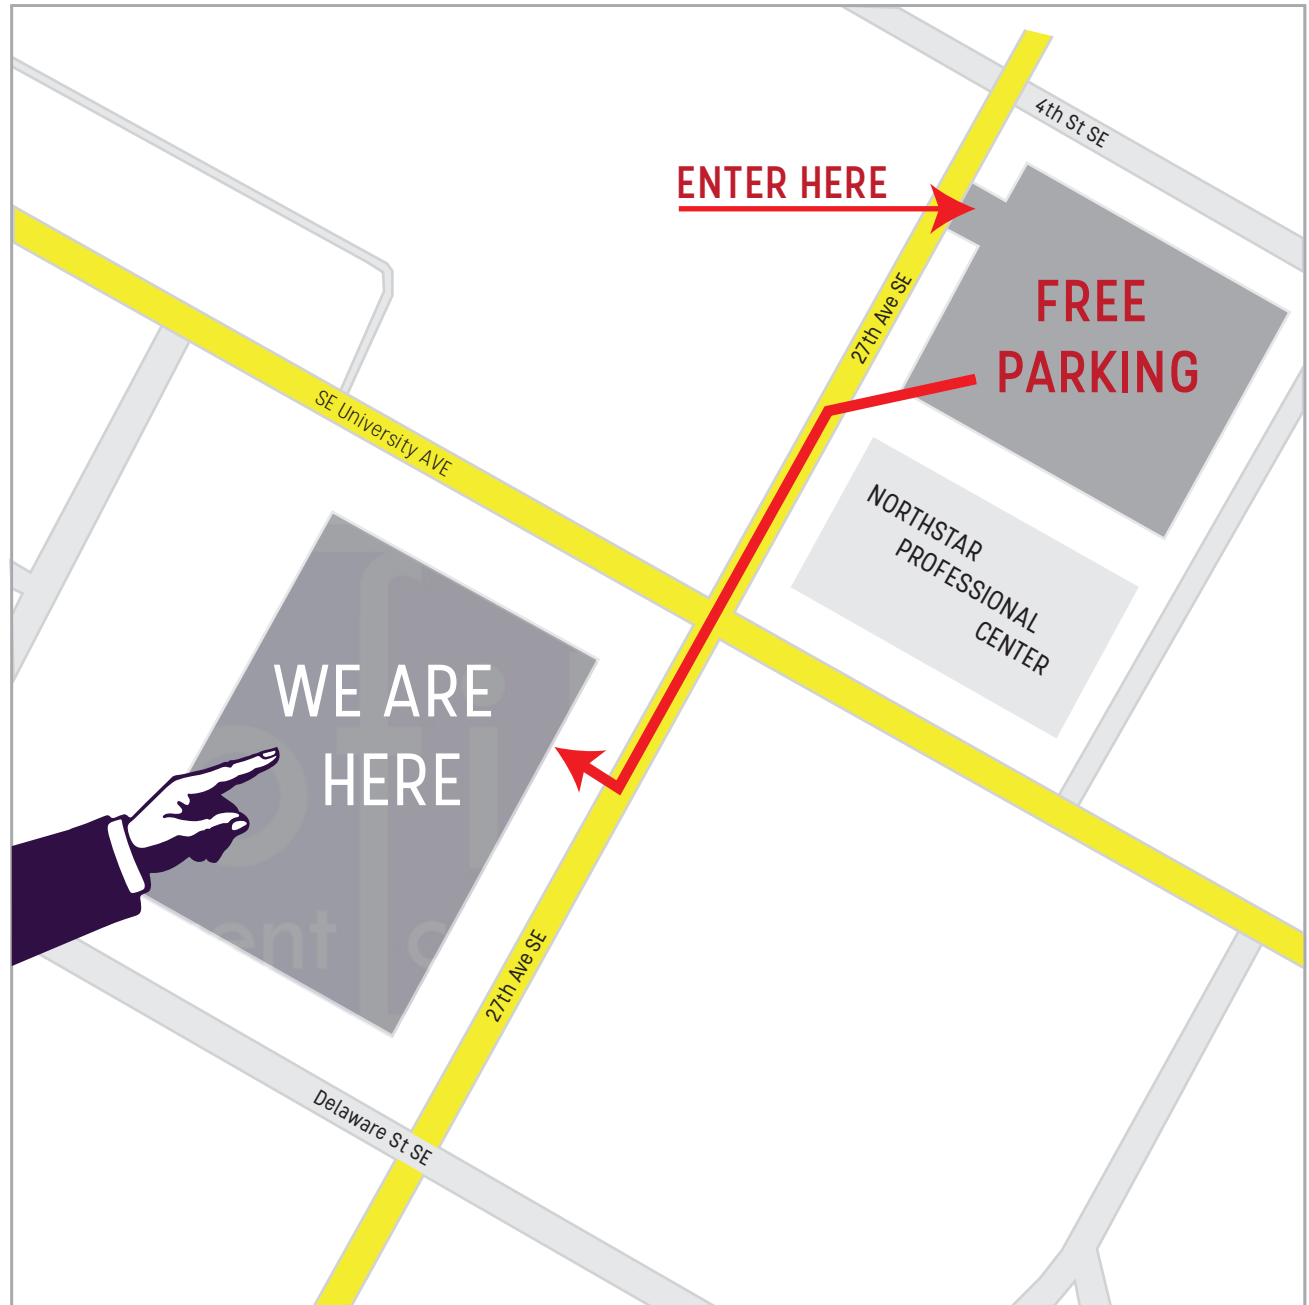 4th St SE
ENTER HERE
27th Ave SE
FREE
PARKING
SE University AVE
NORTHSTAR
PROFESSIONAL
CENTER
WE ARE
HERE
ent
27th Ave SE
Delaware St SE